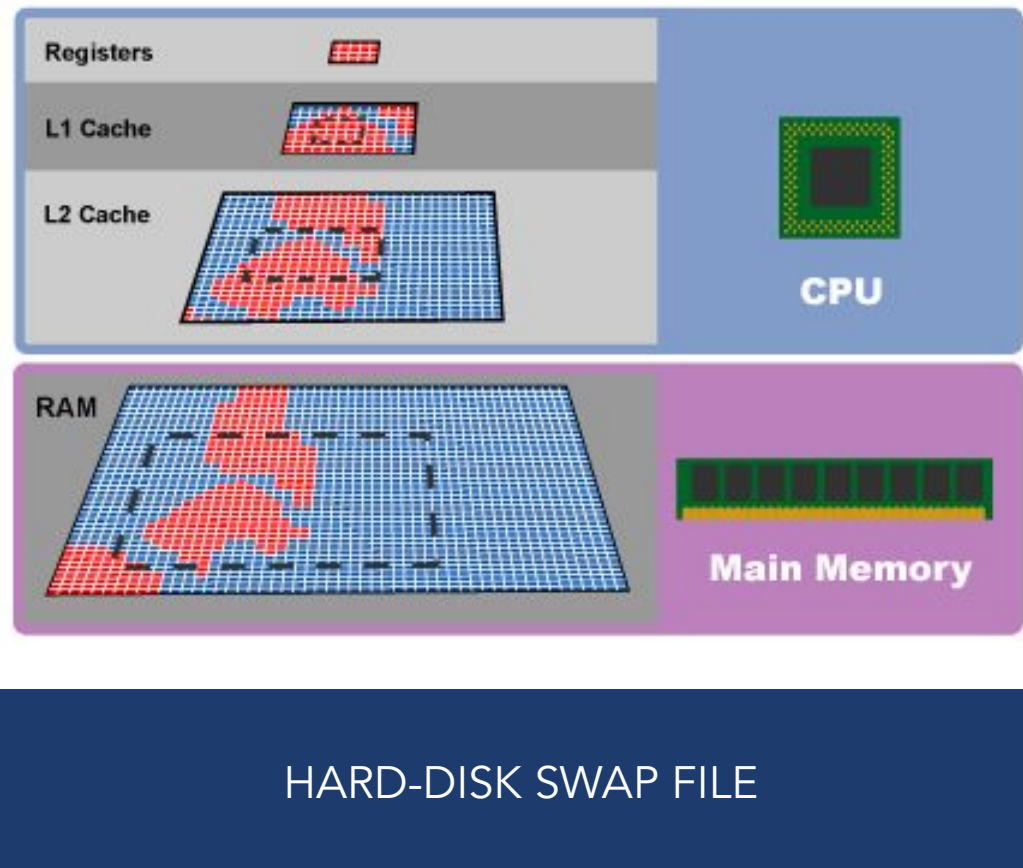 Registers
L1 Cache
L2 Cache
CPU
RAM
Main Memory
HARD-DISK SWAP FILE